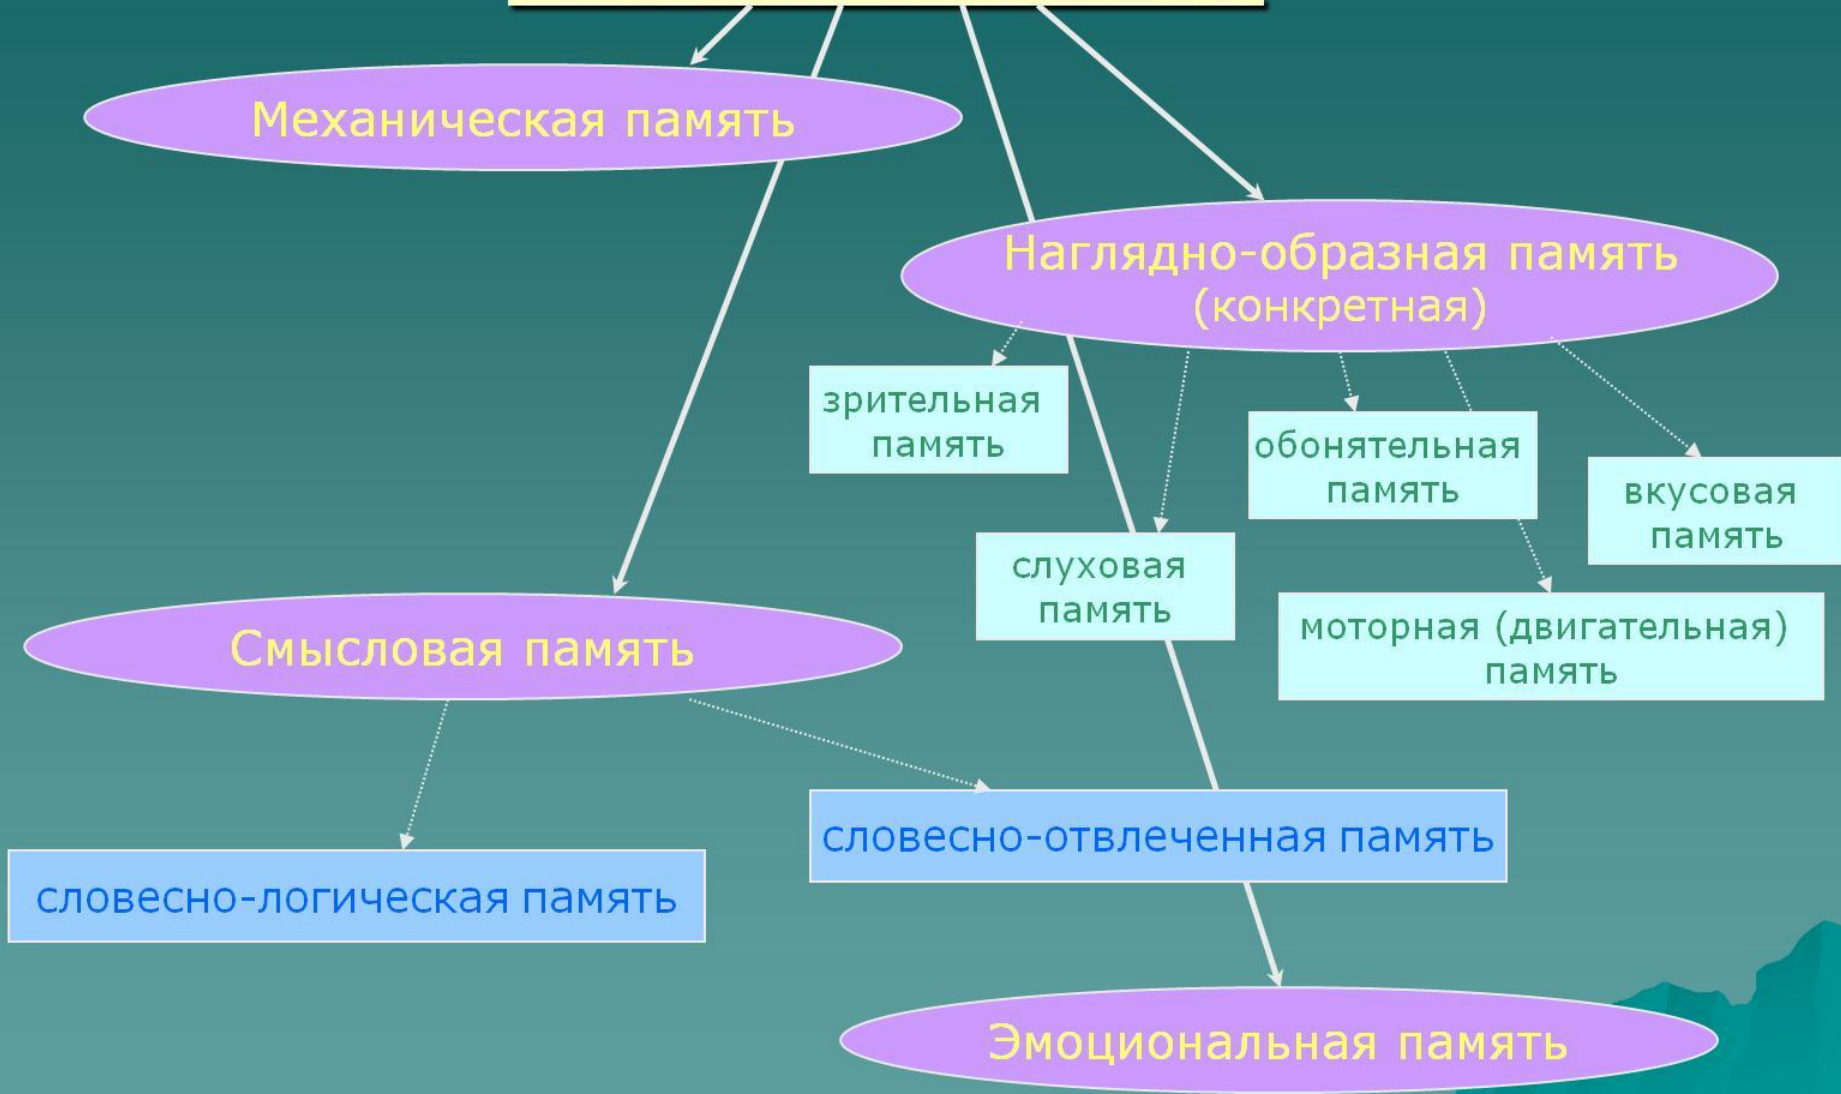 Механическая память
Наглядно-образная память
(конкретная)
зрительная
память
обонятельная
память
вкусовая
память
слуховая
память
моторная (двигательная)
память
Смысловая память
словесно-отвлеченная память
словесно-логическая память
Эмоциональная память